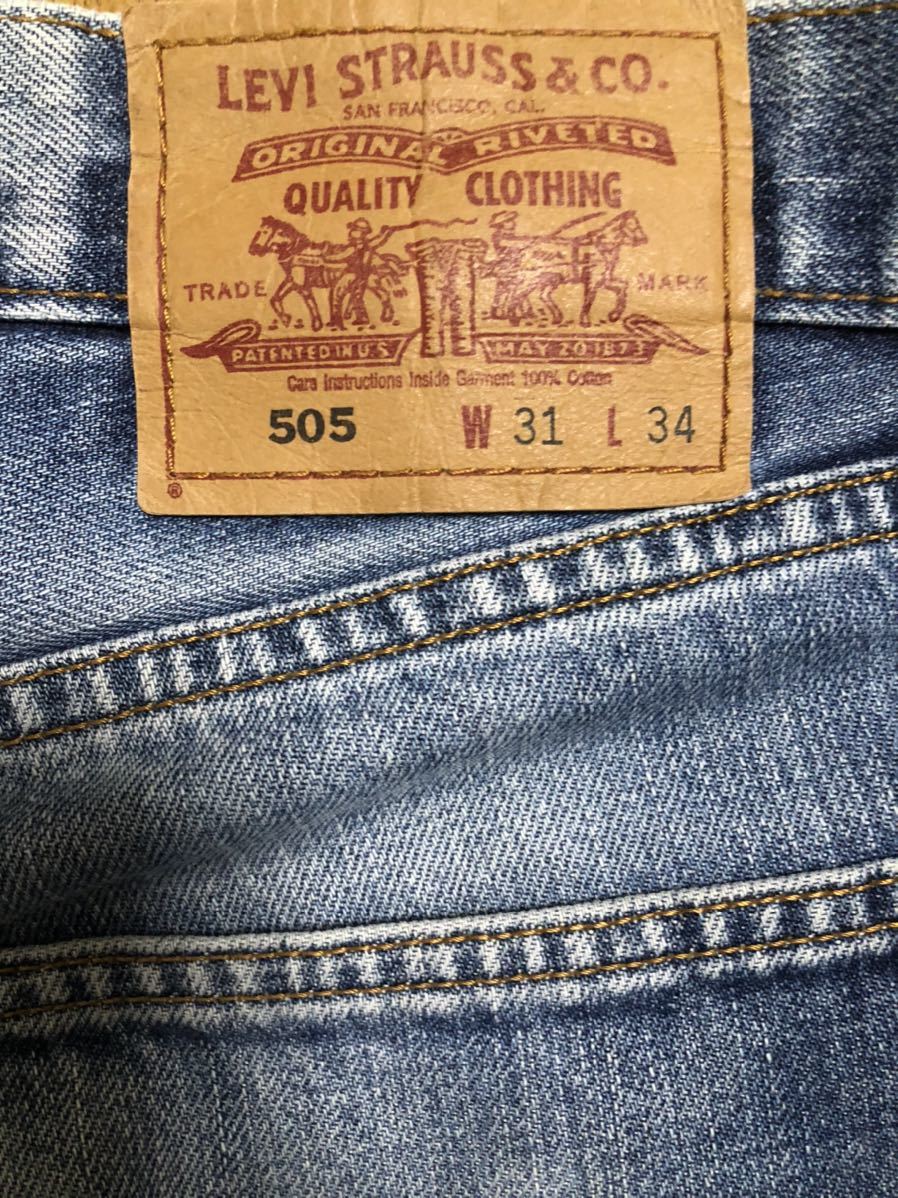 LEVI STRAUSS & CO.
SAN FRANCISCO, CAL.
ORIGINAL RIVETED
QUALITY CLOTHING
TRADE MARK
PATENTED IN U.S. MAY 20 1873
Care Instructions Inside Garment 100% Cotton
505 W 31 L 34
®